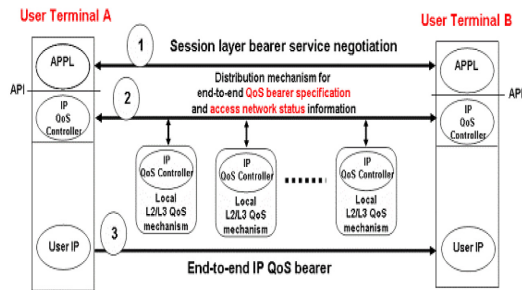 User Terminal A
User Terminal B
1
Session layer bearer service negotiation
APPL
APPL
API
API
2
Distribution mechanism for
end-to-end QoS bearer specification
and access network status information
IP
QoS
Controller
IP
QoS
Controller
IP
QoS Controller
Local
L2/L3 QoS
mechanism
IP
QoS Controller
Local
L2/L3 QoS
mechanism
IP
QoS Controller
Local
L2/L3 QoS
mechanism
3
User IP
User IP
End-to-end IP QoS bearer